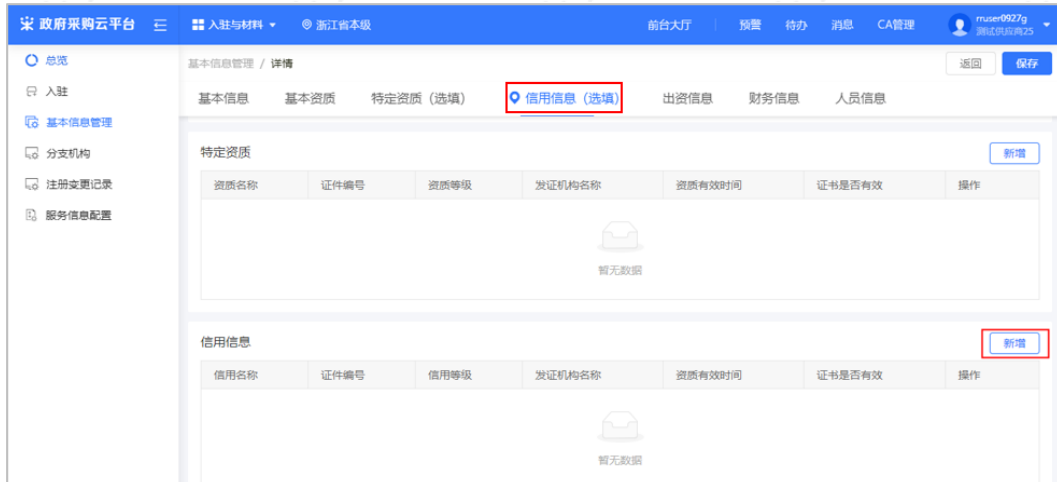 政府采购云平台 入驻与材料 浙江省本级 前台大厅 预警 待办 消息 CA管理 rruser0927g
测试供应商25
总览
入驻
基本信息管理
分支机构
注册变更记录
服务信息配置
基本信息管理 / 详情 返回 保存
基本信息 基本资质 特定资质（选填） 信用信息（选填） 出资信息 财务信息 人员信息
特定资质 新增
资质名称 证件编号 资质等级 发证机构名称 资质有效时间 证书是否有效 操作
暂无数据
信用信息 新增
信用名称 证件编号 信用等级 发证机构名称 资质有效时间 证书是否有效 操作
暂无数据